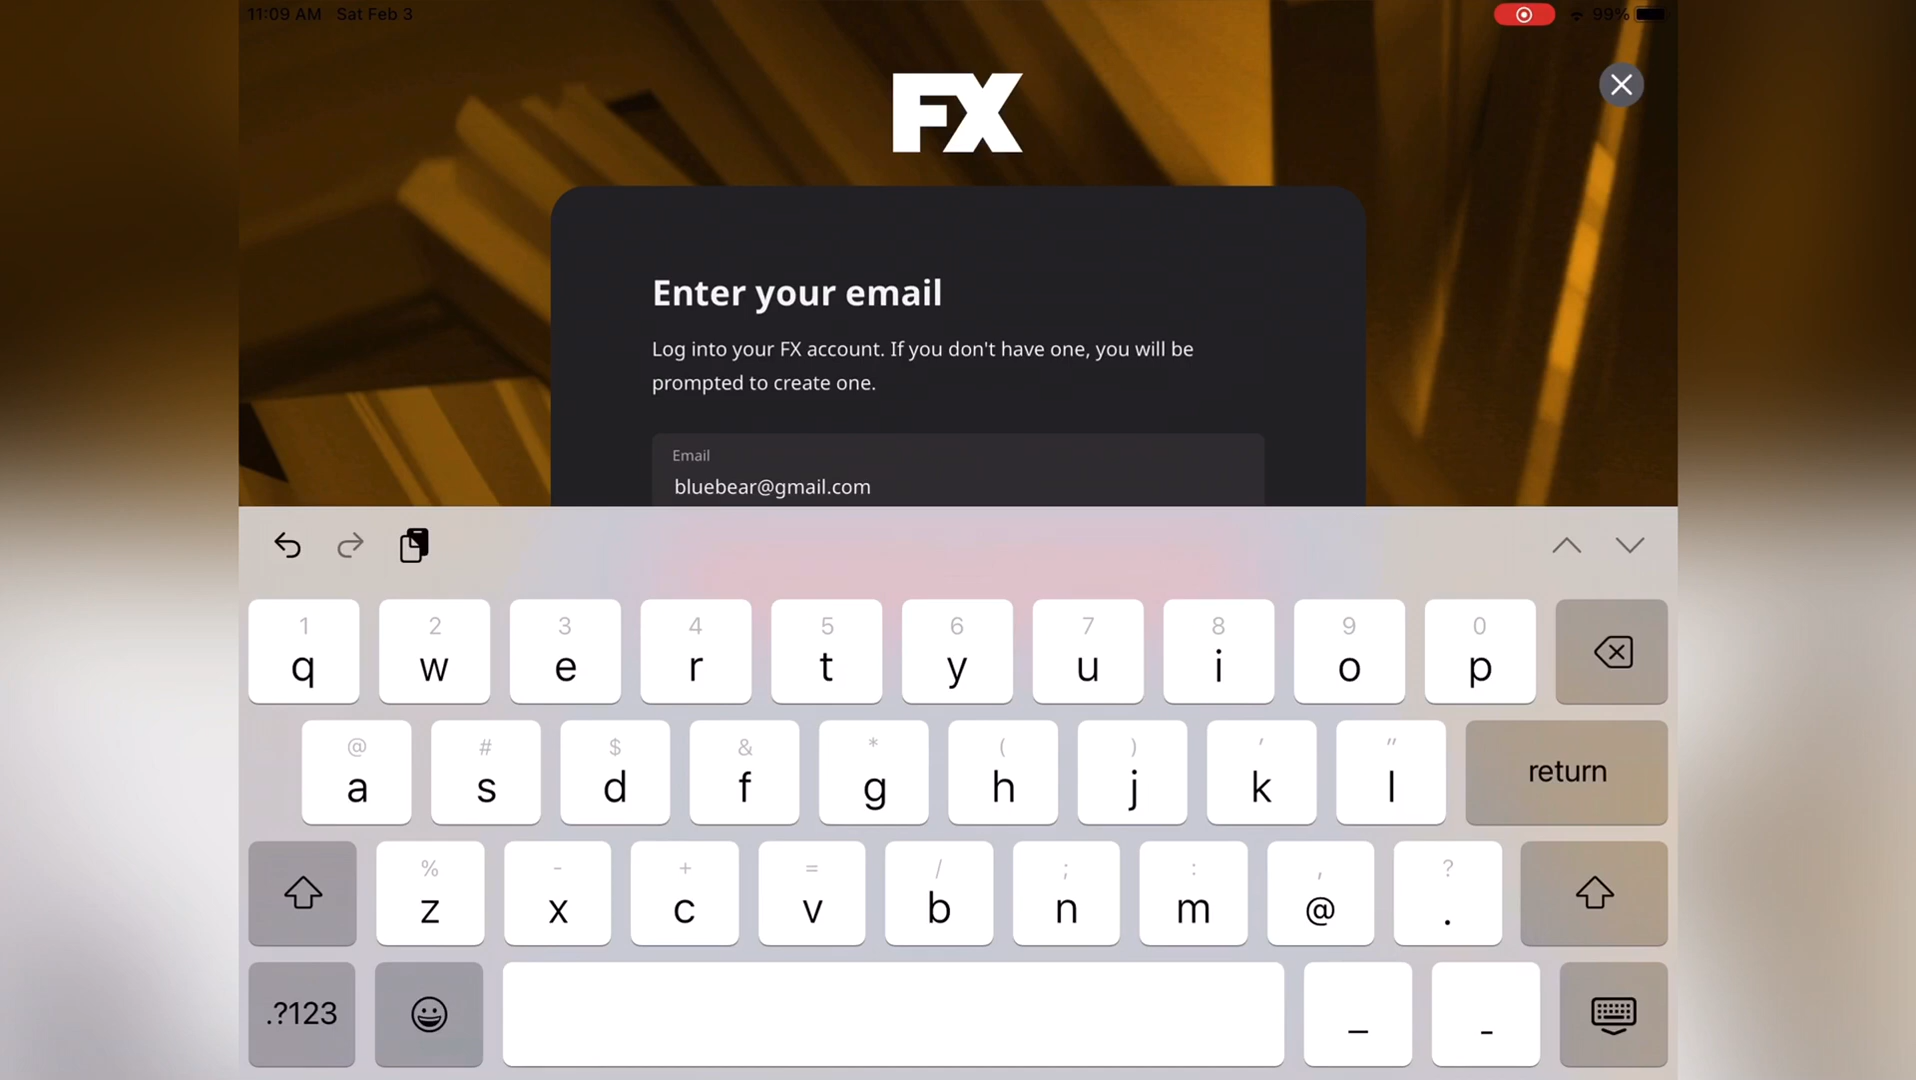 11:09 AM Sat Feb 3
99%
FX
Enter your email
Log into your FX account. If you don't have one, you will be
prompted to create one.
Email
bluebear@gmail.com
1 2 3 4 5 6 7 8 9 0
q w e r t y u i o p
@ # $ & * ( ) ' "
a s d f g h j k l return
% - + = / ; : , ?
z x c v b n m @ .
.?123 _ -